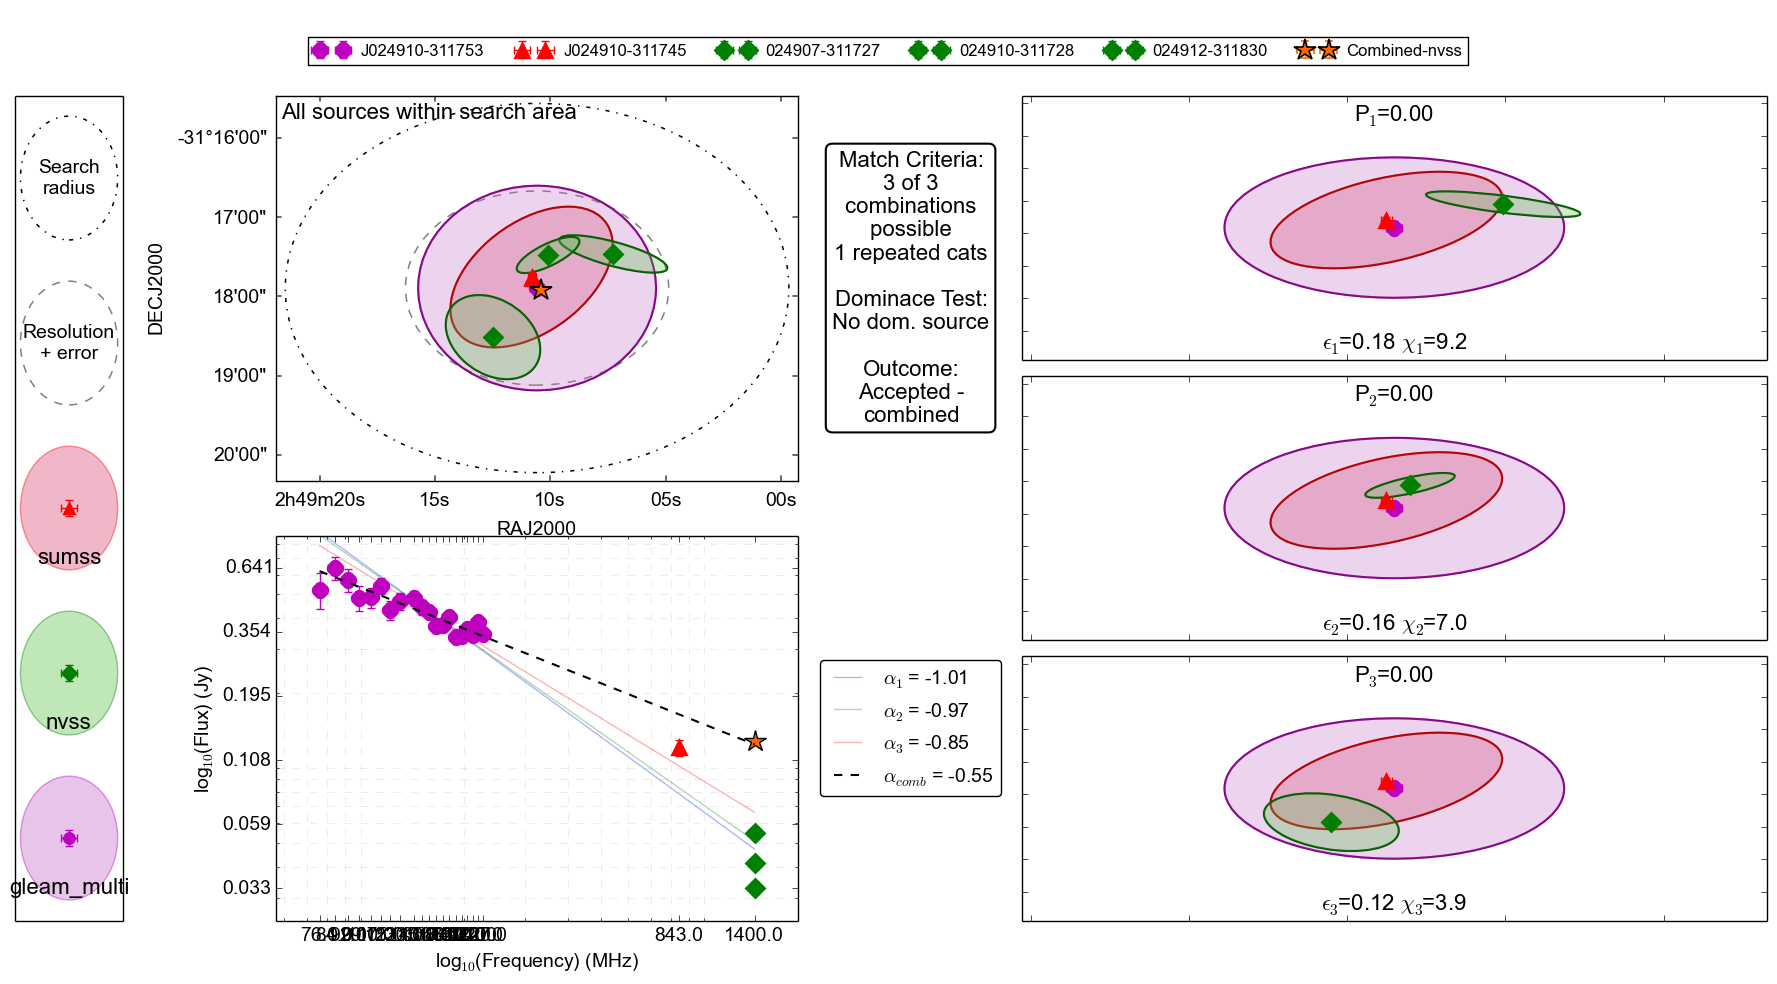 J024910-311753 J024910-311745 024907-311727 024910-311728 024912-311830 Combined-nvss
Search
radius
Resolution
+ error
sumss
nvss
gleam_multi
All sources within search area
DECJ2000
-31°16'00"
17'00"
18'00"
19'00"
20'00"
2h49m20s 15s 10s 05s 00s
RAJ2000
Match Criteria:
3 of 3
combinations
possible
1 repeated cats
Dominace Test:
No dom. source
Outcome:
Accepted -
combined
log10(Flux) (Jy)
0.641
0.354
0.195
0.108
0.059
0.033
843.0 1400.0
log10(Frequency) (MHz)
α1 = -1.01
α2 = -0.97
α3 = -0.85
αcomb = -0.55
P1=0.00
ϵ1=0.18 χ1=9.2
P2=0.00
ϵ2=0.16 χ2=7.0
P3=0.00
ϵ3=0.12 χ3=3.9